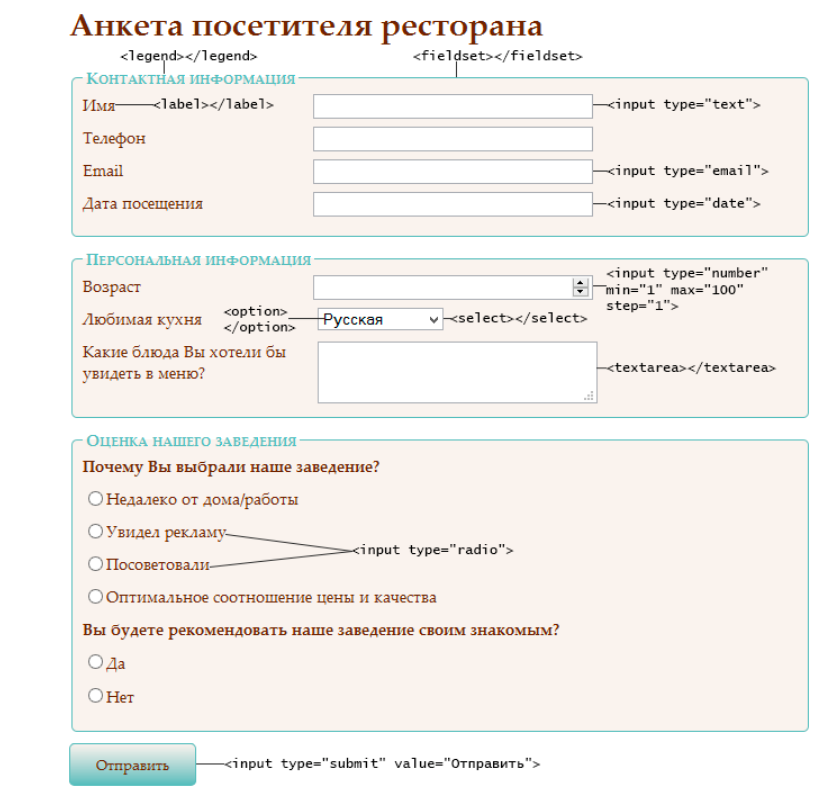 Анкета посетителя ресторана
<legend></legend> <fieldset></fieldset>
Контактная информация
Имя <label></label> <input type="text">
Телефон
Email <input type="email">
Дата посещения <input type="date">
Персональная информация
Возраст <input type="number"
min="1" max="100"
step="1">
Любимая кухня <option>
</option> Русская <select></select>
Какие блюда Вы хотели бы
увидеть в меню? <textarea></textarea>
Оценка нашего заведения
Почему Вы выбрали наше заведение?
Недалеко от дома/работы
Увидел рекламу
<input type="radio">
Посоветовали
Оптимальное соотношение цены и качества
Вы будете рекомендовать наше заведение своим знакомым?
Да
Нет
Отправить <input type="submit" value="Отправить">